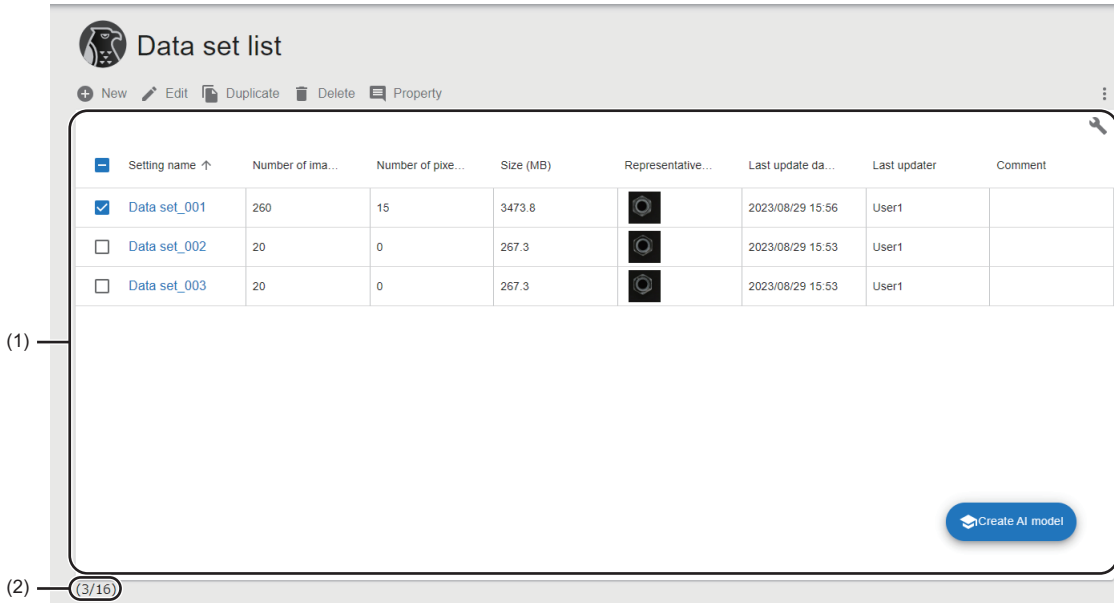 Data set list
New Edit Duplicate Delete Property
Setting name Number of ima... Number of pixe... Size (MB) Representative... Last update da... Last updater Comment
Data set_001 260 15 3473.8 2023/08/29 15:56 User1
Data set_002 20 0 267.3 2023/08/29 15:53 User1
Data set_003 20 0 267.3 2023/08/29 15:53 User1
(1)
Create AI model
(2) (3/16)